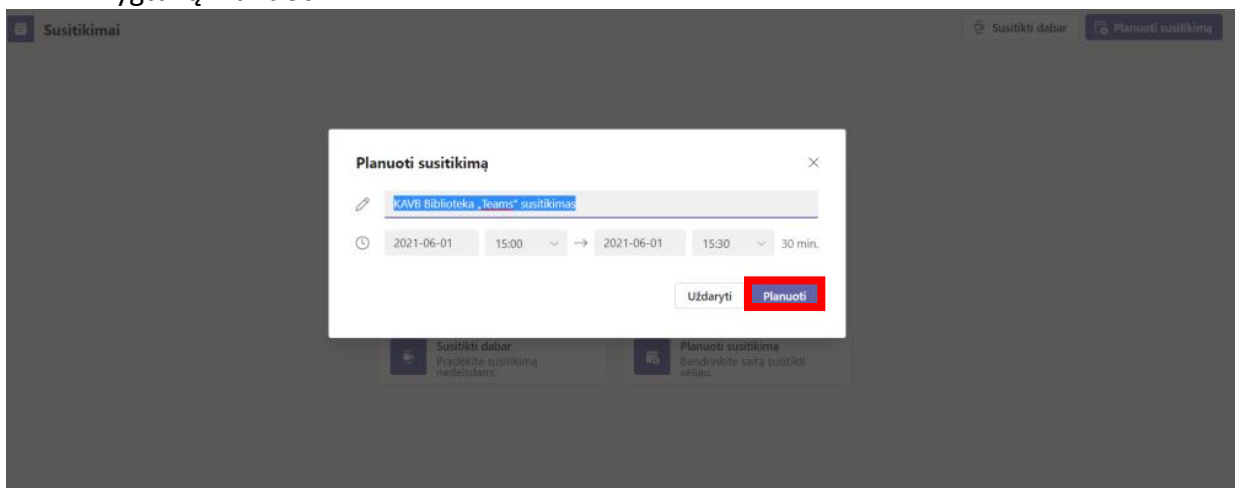 Susitikimai
Susitikti dabar
Planuoti susitikimą
Planuoti susitikimą
KAVB Biblioteka „Teams“ susitikimas
2021-06-01 15:00 → 2021-06-01 15:30 30 min.
Uždaryti Planuoti
Susitikti dabar
Pradėkite susitikimą
nedelsdami.
Planuoti susitikimą
Bendrinkite saitą susitikti
vėliau.